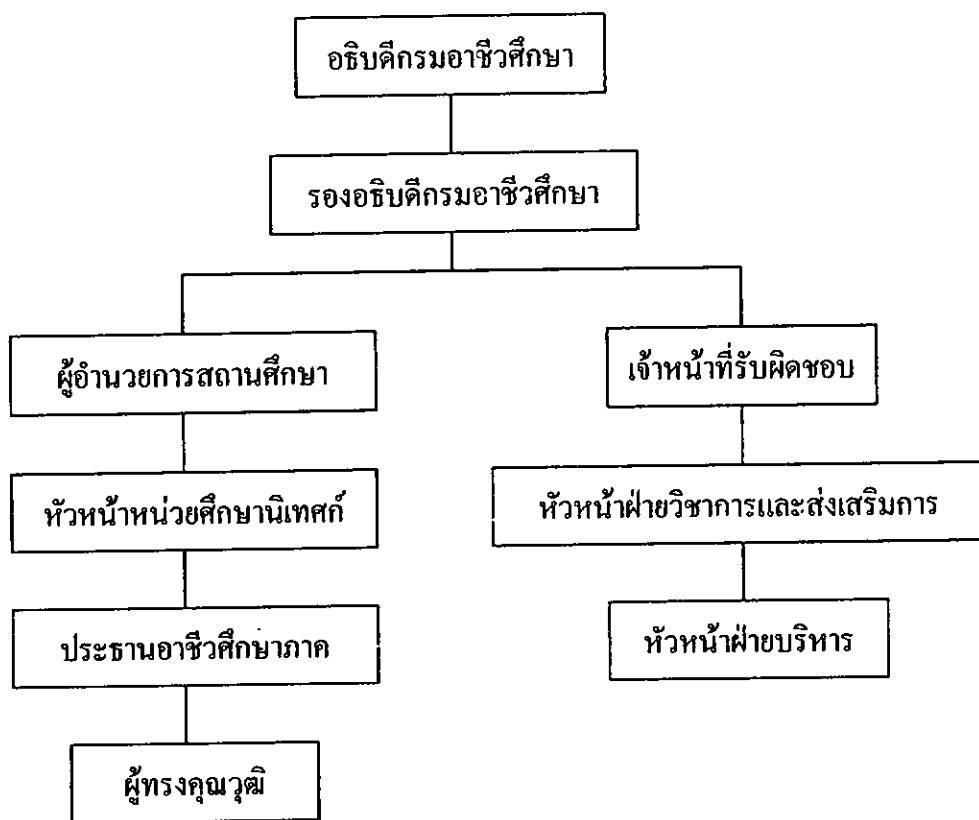 อธิบดีกรมอาชีวศึกษา
รองอธิบดีกรมอาชีวศึกษา
ผู้อำนวยการสถานศึกษา
เจ้าหน้าที่รับผิดชอบ
หัวหน้าหน่วยศึกษานิเทศก์
หัวหน้าฝ่ายวิชาการและส่งเสริมการ
ประธานอาชีวศึกษาภาค
หัวหน้าฝ่ายบริหาร
ผู้ทรงคุณวุฒิ